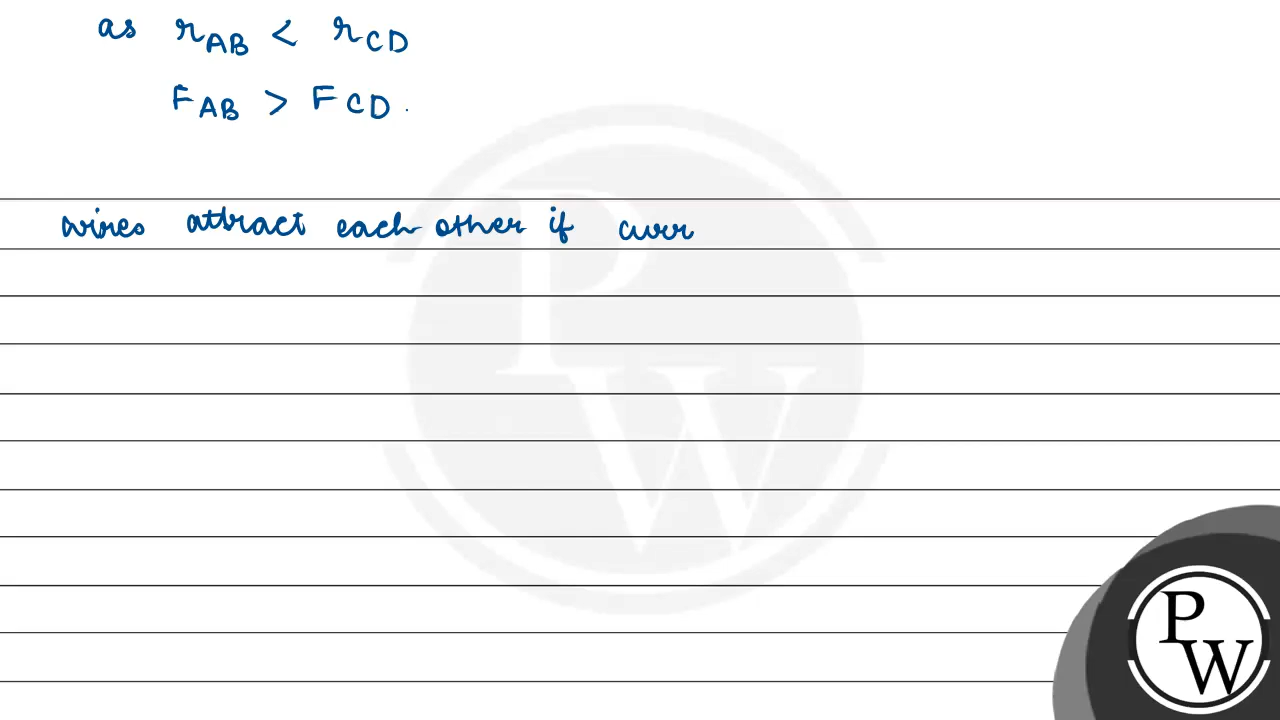 as r_AB < r_CD
F_AB > F_CD.
wires attract each other if curr
P
W
P
W